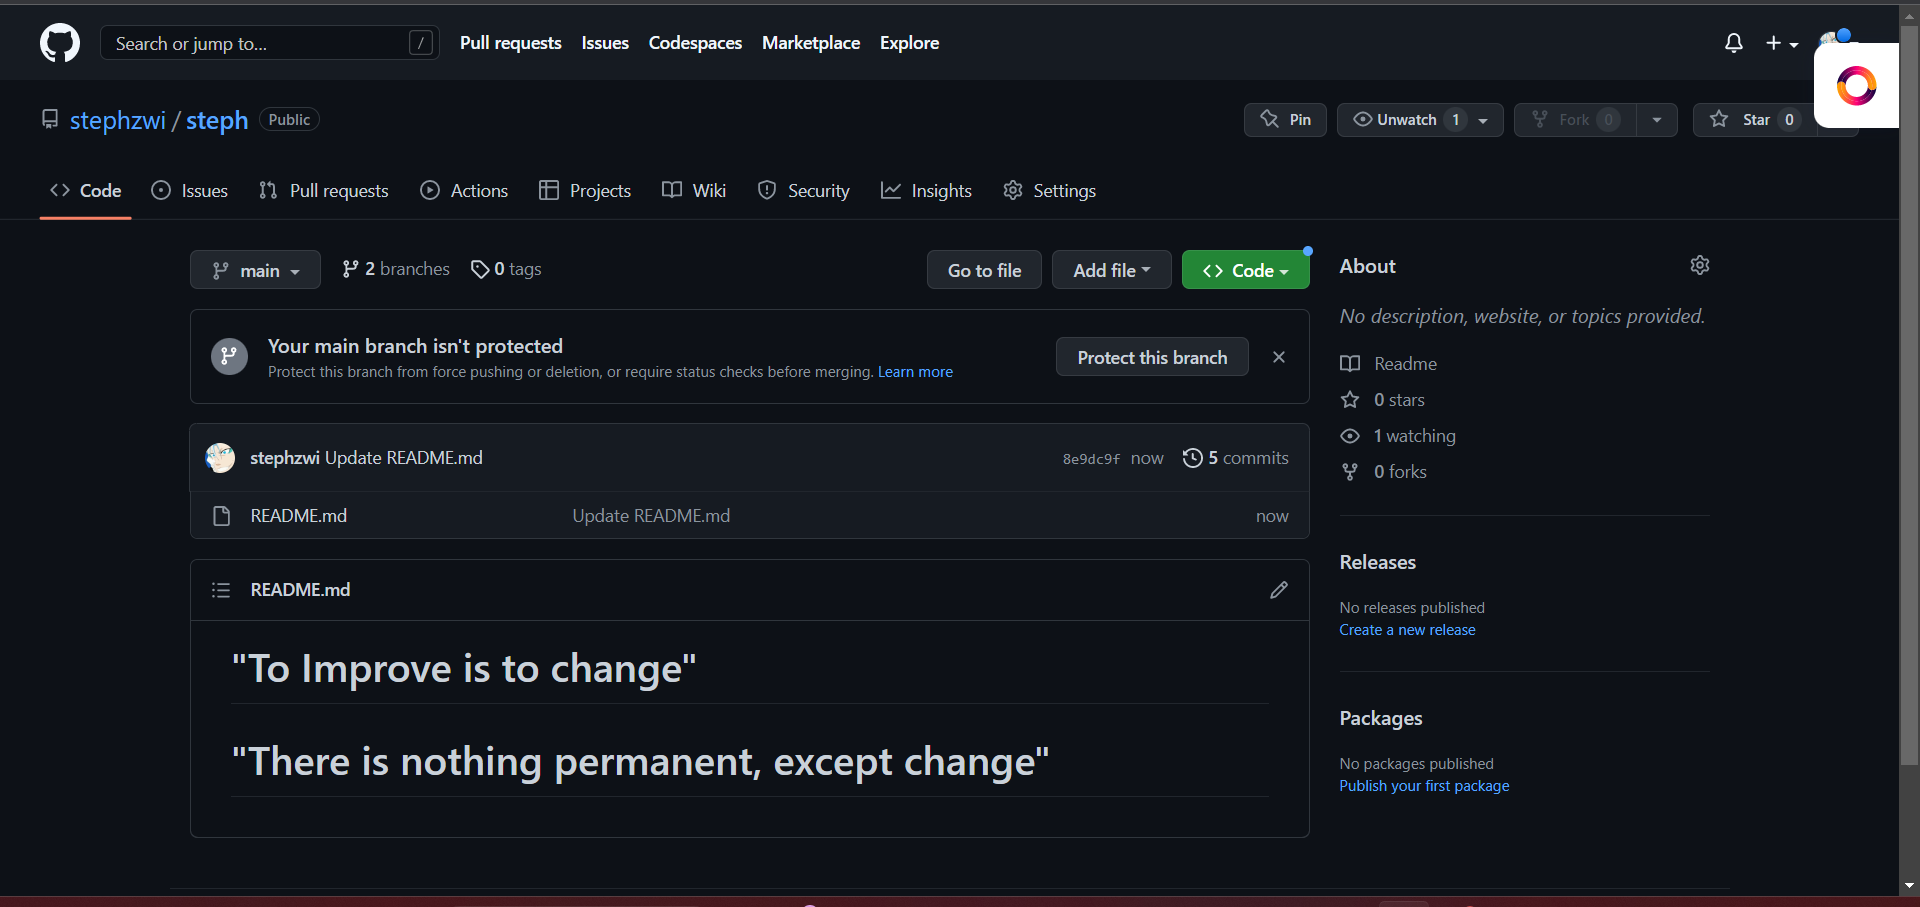 Search or jump to... /
Pull requests Issues Codespaces Marketplace Explore
stephzwi / steph Public
Pin Unwatch 1 Fork 0 Star 0
Code Issues Pull requests Actions Projects Wiki Security Insights Settings
main 2 branches 0 tags
Go to file Add file Code
Your main branch isn't protected
Protect this branch from force pushing or deletion, or require status checks before merging. Learn more
Protect this branch
stephzwi Update README.md 8e9dc9f now 5 commits
README.md Update README.md now
README.md
"To Improve is to change"
"There is nothing permanent, except change"
About
No description, website, or topics provided.
Readme
0 stars
1 watching
0 forks
Releases
No releases published
Create a new release
Packages
No packages published
Publish your first package